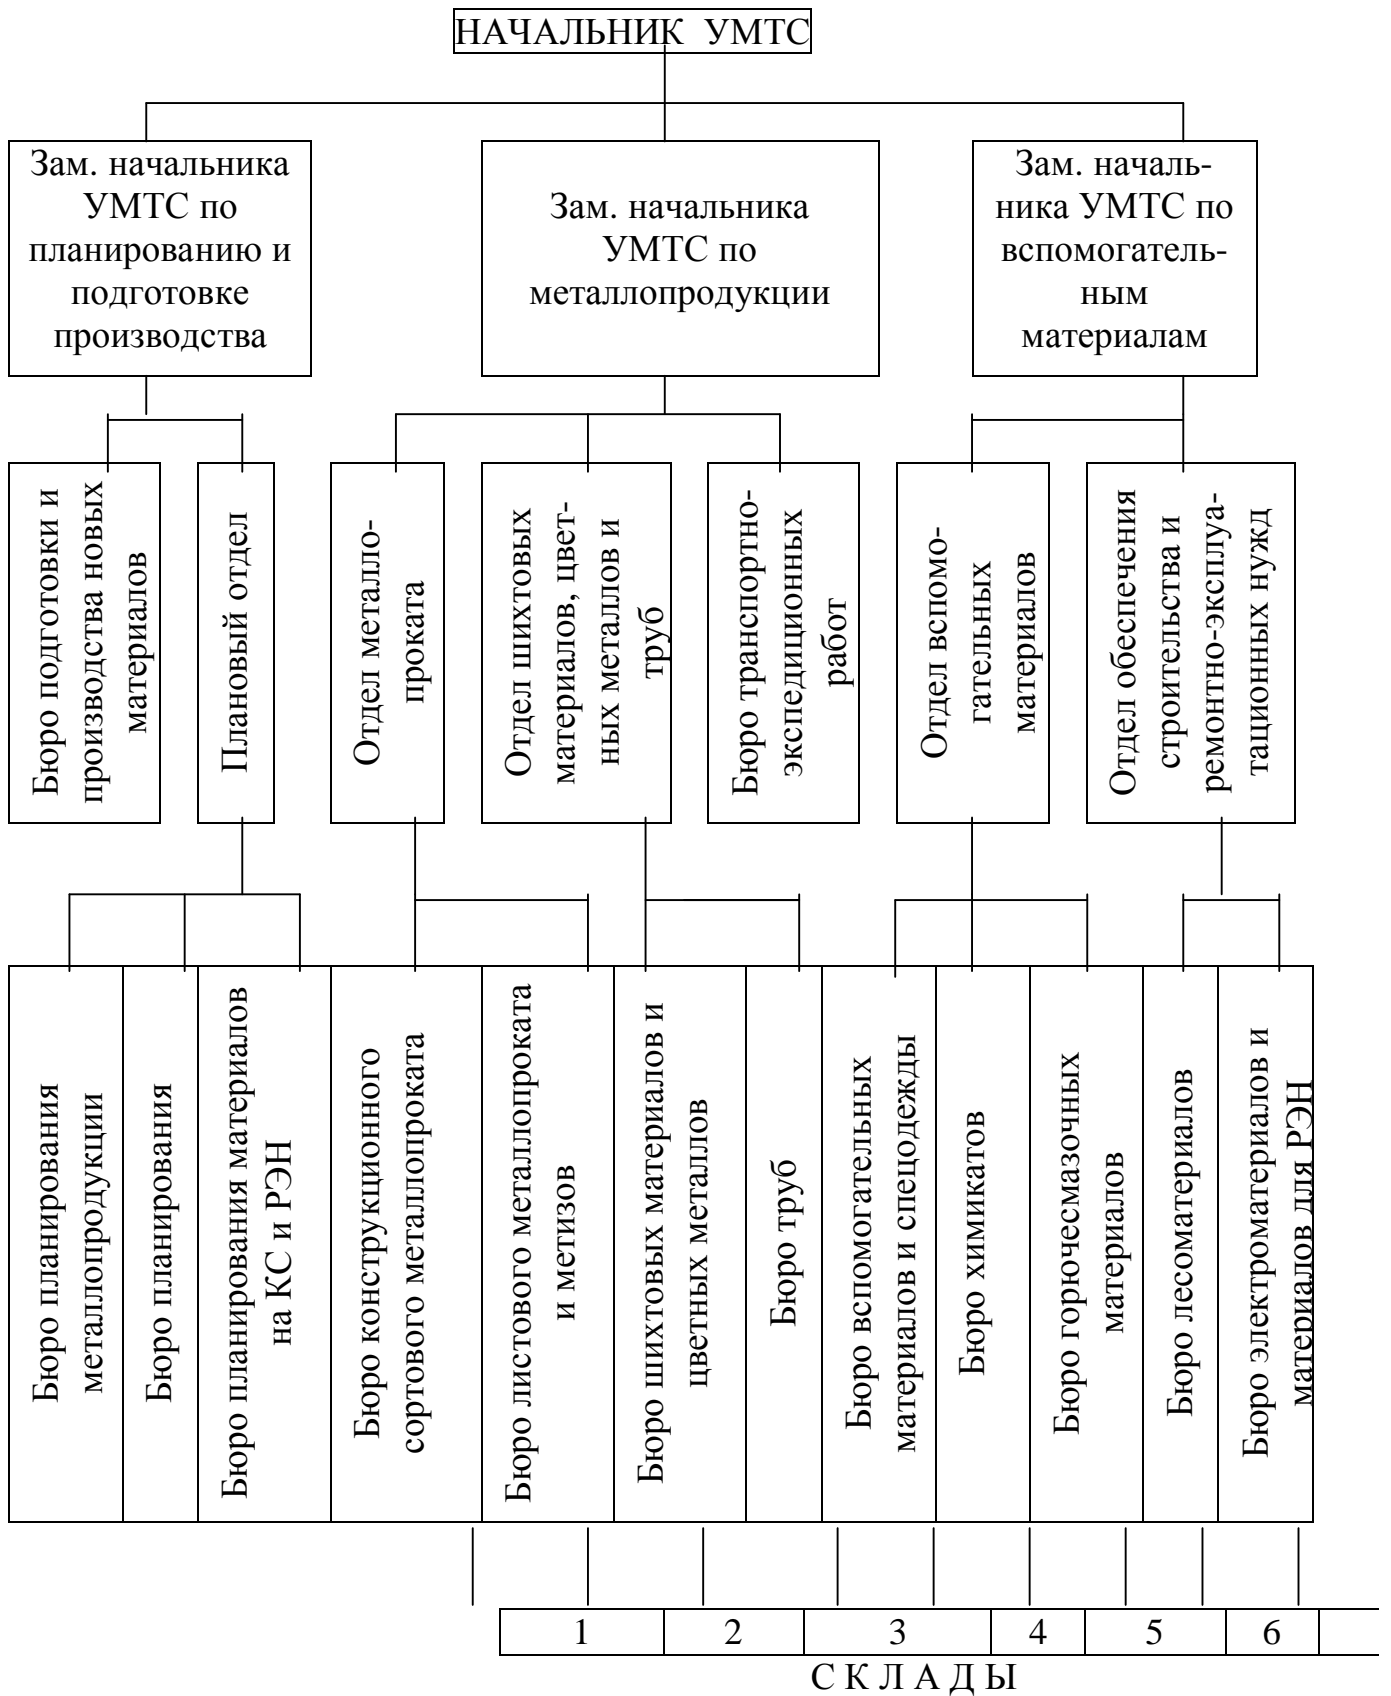 НАЧАЛЬНИК УМТС
Зам. начальника
УМТС по
планированию и
подготовке
производства
Зам. начальника
УМТС по
металлопродукции
Зам. началь-
ника УМТС по
вспомогатель-
ным
материалам
Бюро подготовки и
производства новых
материалов
Плановый отдел
Отдел металло-
проката
Отдел шихтовых
материалов, цвет-
ных металлов и
труб
Бюро транспортно-
экспедиционных
работ
Отдел вспомо-
гательных
материалов
Отдел обеспечения
строительства и
ремонтно-эксплуа-
тационных нужд
Бюро планирования
металлопродукции
Бюро планирования
Бюро планирования материалов
на КС и РЭН
Бюро конструкционного
сортового металлопроката
Бюро листового металлопроката
и метизов
Бюро шихтовых материалов и
цветных металлов
Бюро труб
Бюро вспомогательных
материалов и спецодежды
Бюро химикатов
Бюро горючесмазочных
материалов
Бюро лесоматериалов
Бюро электроматериалов и
материалов для РЭН
1 2 3 4 5 6
С К Л А Д Ы